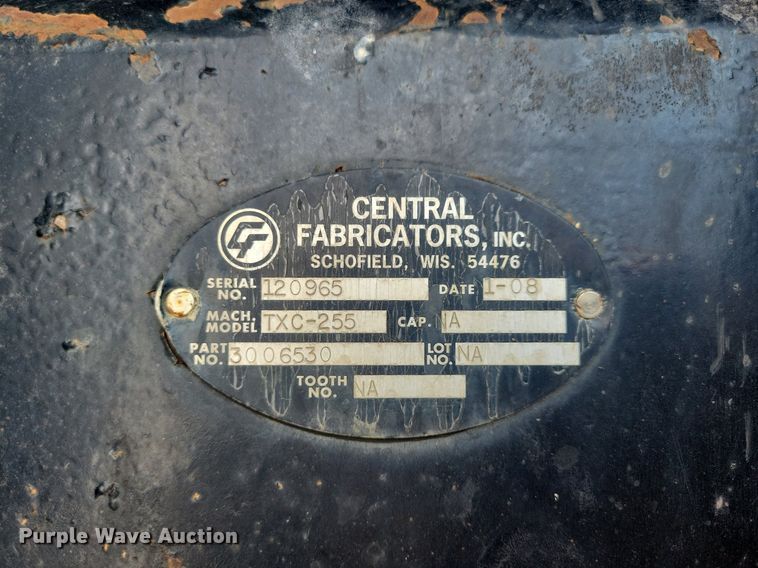 CF
CENTRAL
FABRICATORS, INC.
SCHOFIELD, WIS. 54476
SERIAL NO. 120965 DATE 1-08
MACH. MODEL TXC-255 CAP. NA
PART NO. 3006530 LOT NO. NA
TOOTH NO. NA
Purple Wave Auction